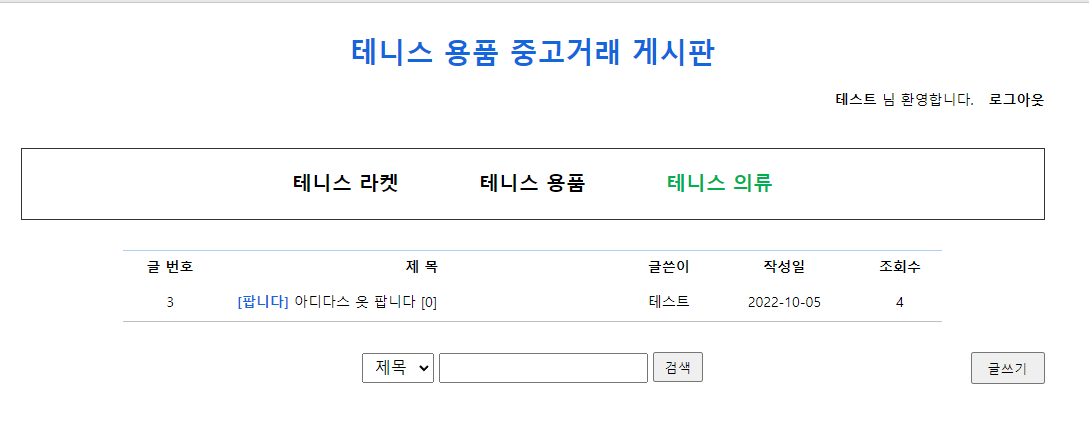 테니스 용품 중고거래 게시판
테스트 님 환영합니다. 로그아웃
테니스 라켓 테니스 용품 테니스 의류
글 번호 제 목 글쓴이 작성일 조회수
3 [팝니다] 아디다스 옷 팝니다 [0] 테스트 2022-10-05 4
제목 검색 글쓰기